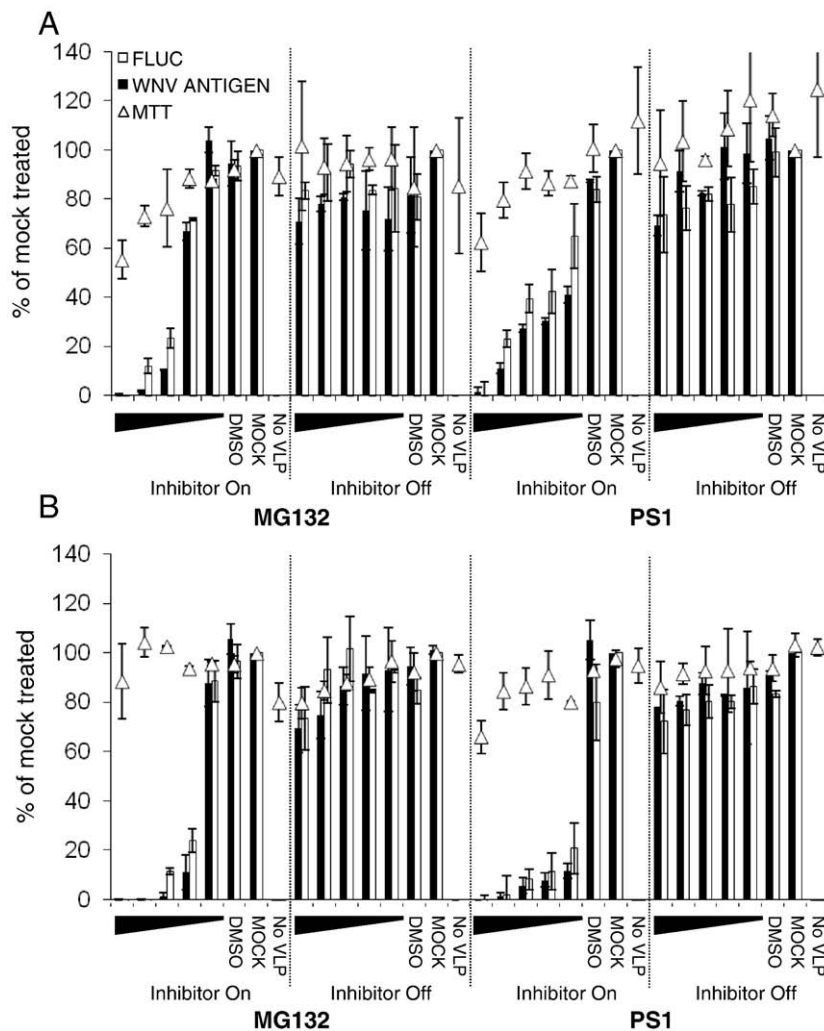 A
140
120
100
80
60
40
20
0
% of mock treated
FLUC
WNV ANTIGEN
MTT
DMSO
MOCK
No VLP
DMSO
MOCK
No VLP
DMSO
MOCK
No VLP
DMSO
MOCK
No VLP
Inhibitor On Inhibitor Off Inhibitor On Inhibitor Off
MG132 PS1
B
140
120
100
80
60
40
20
0
% of mock treated
DMSO
MOCK
No VLP
DMSO
MOCK
No VLP
DMSO
MOCK
No VLP
DMSO
MOCK
No VLP
Inhibitor On Inhibitor Off Inhibitor On Inhibitor Off
MG132 PS1